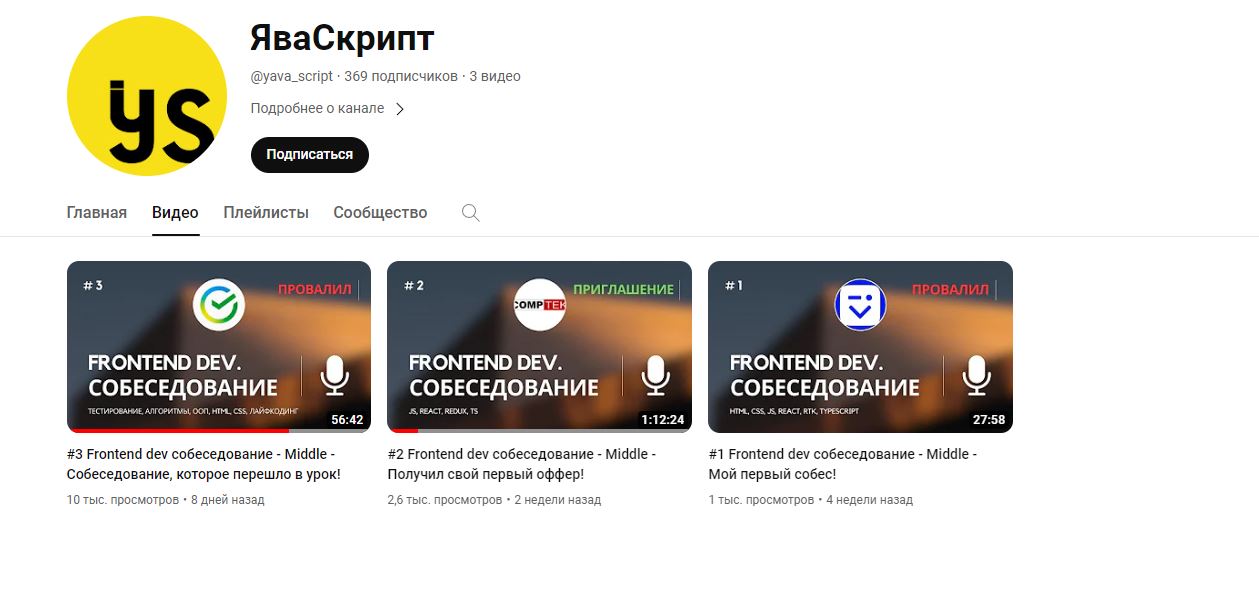 ys
ЯваСкрипт
@yava_script · 369 подписчиков · 3 видео
Подробнее о канале
Подписаться
Главная Видео Плейлисты Сообщество
#3 ПРОВАЛИЛ
FRONTEND DEV.
СОБЕСЕДОВАНИЕ
ТЕСТИРОВАНИЕ, АЛГОРИТМЫ, ООП, HTML, CSS, ЛАЙФКОДИНГ
56:42
#3 Frontend dev собеседование - Middle -
Собеседование, которое перешло в урок!
10 тыс. просмотров • 8 дней назад
#2 COMPTEK ПРИГЛАШЕНИЕ
FRONTEND DEV.
СОБЕСЕДОВАНИЕ
JS, REACT, REDUX, TS
1:12:24
#2 Frontend dev собеседование - Middle -
Получил свой первый оффер!
2,6 тыс. просмотров • 2 недели назад
#1 ПРОВАЛИЛ
FRONTEND DEV.
СОБЕСЕДОВАНИЕ
HTML, CSS, JS, REACT, RTK, TYPESCRIPT
27:58
#1 Frontend dev собеседование - Middle -
Мой первый собес!
1 тыс. просмотров • 4 недели назад